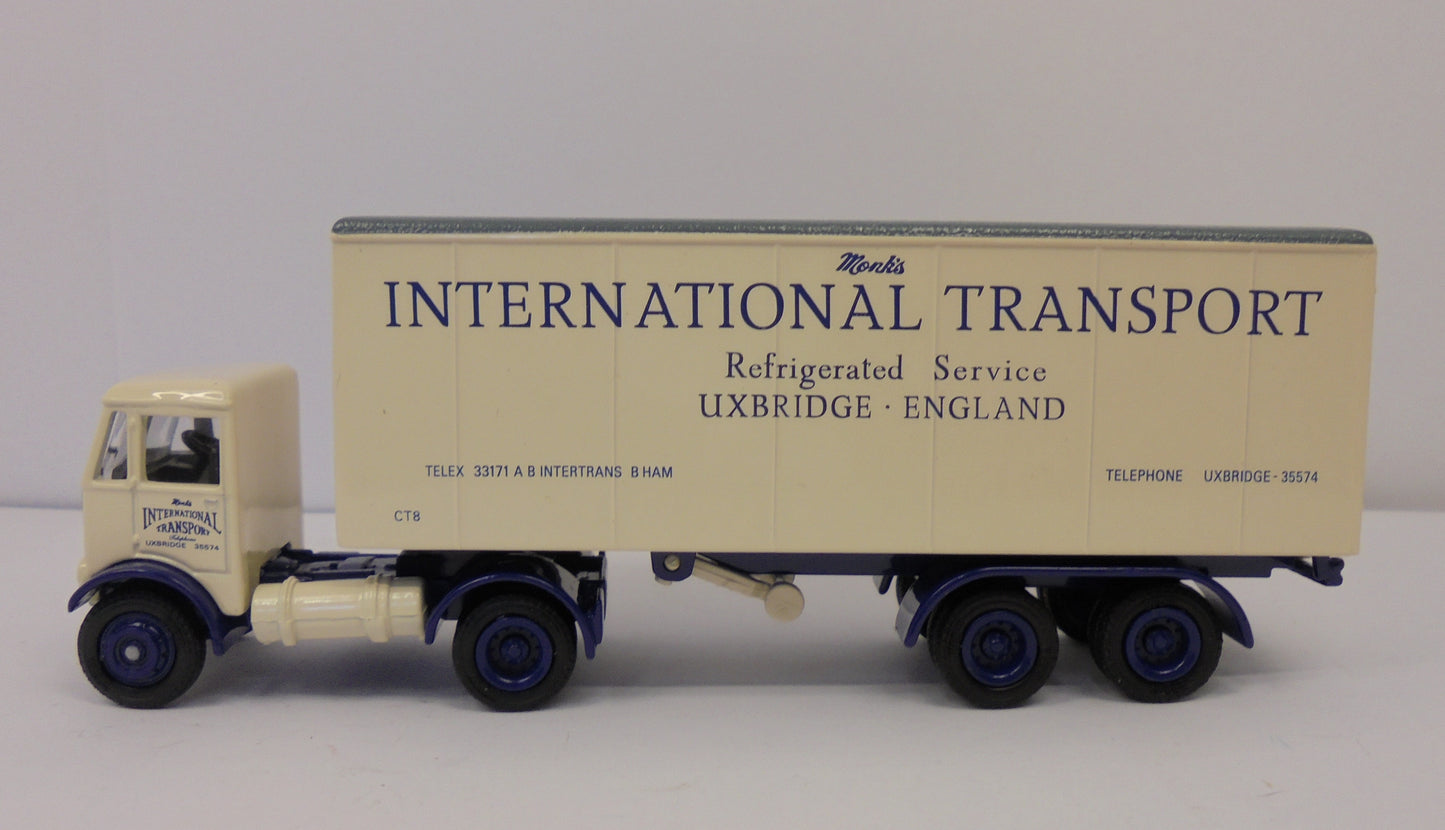 Monk's
INTERNATIONAL TRANSPORT
Refrigerated Service
UXBRIDGE · ENGLAND
TELEX 33171 A B INTERTRANS B HAM
TELEPHONE UXBRIDGE - 35574
CT8
Monk's
INTERNATIONAL
TRANSPORT
Telephone
UXBRIDGE 35574